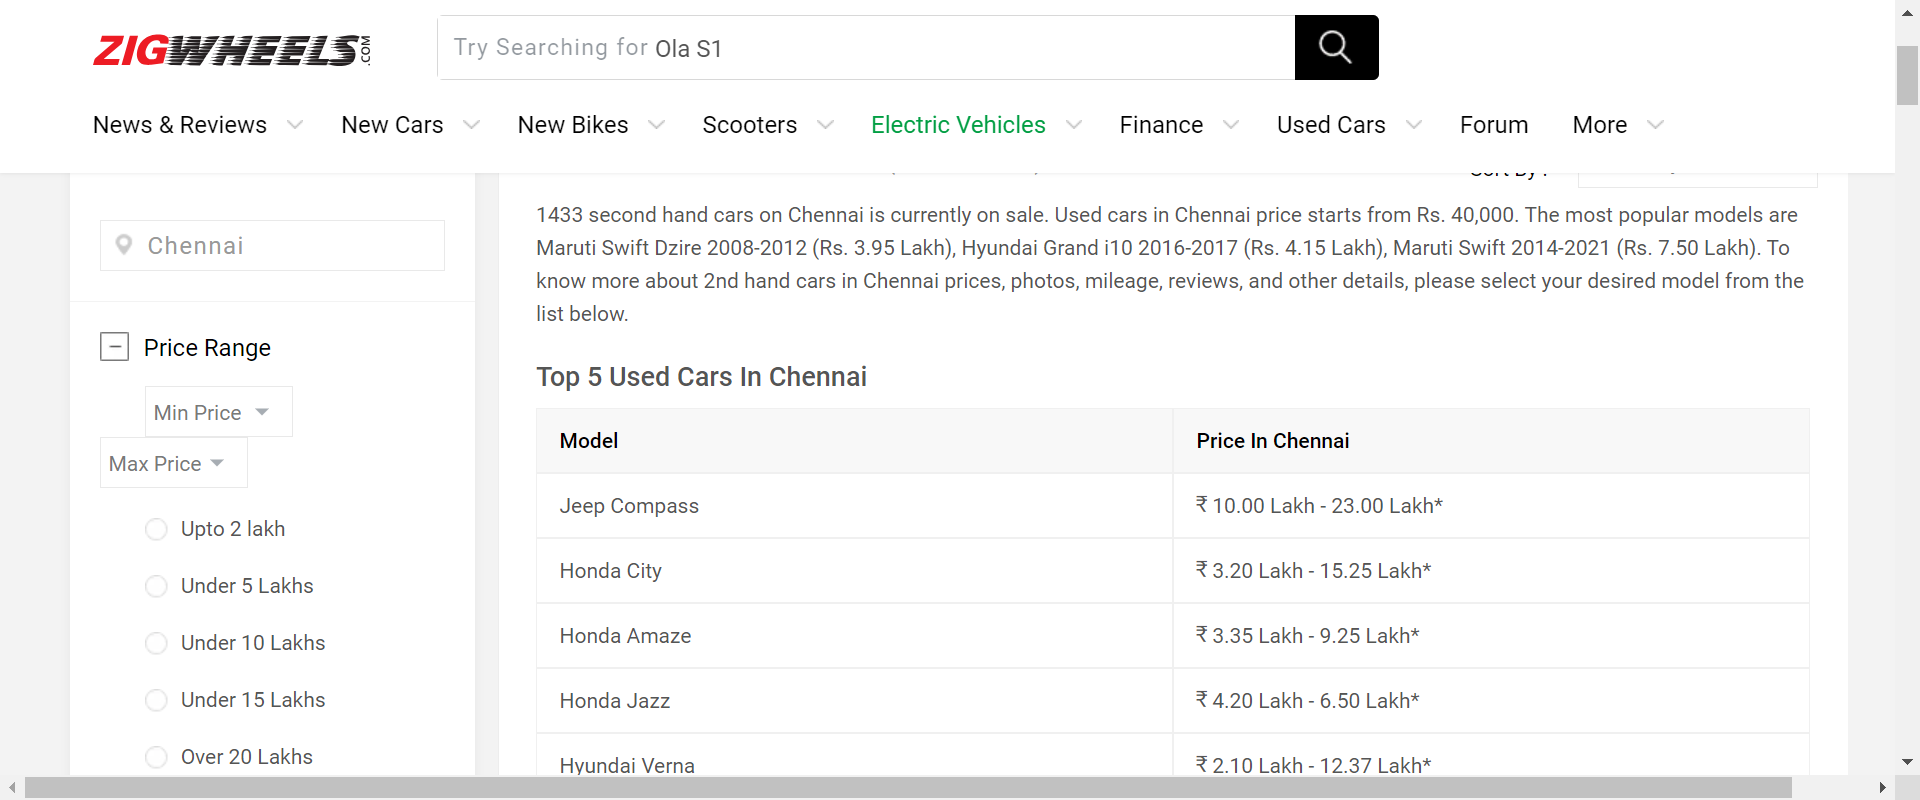 ZIGWHEELS.COM
Try Searching for Ola S1
News & Reviews New Cars New Bikes Scooters Electric Vehicles Finance Used Cars Forum More
Sort By :
Chennai
Price Range
Min Price
Max Price
Upto 2 lakh
Under 5 Lakhs
Under 10 Lakhs
Under 15 Lakhs
Over 20 Lakhs
1433 second hand cars on Chennai is currently on sale. Used cars in Chennai price starts from Rs. 40,000. The most popular models are
Maruti Swift Dzire 2008-2012 (Rs. 3.95 Lakh), Hyundai Grand i10 2016-2017 (Rs. 4.15 Lakh), Maruti Swift 2014-2021 (Rs. 7.50 Lakh). To
know more about 2nd hand cars in Chennai prices, photos, mileage, reviews, and other details, please select your desired model from the
list below.
Top 5 Used Cars In Chennai
Model Price In Chennai
Jeep Compass ₹ 10.00 Lakh - 23.00 Lakh*
Honda City ₹ 3.20 Lakh - 15.25 Lakh*
Honda Amaze ₹ 3.35 Lakh - 9.25 Lakh*
Honda Jazz ₹ 4.20 Lakh - 6.50 Lakh*
Hyundai Verna ₹ 2.10 Lakh - 12.37 Lakh*